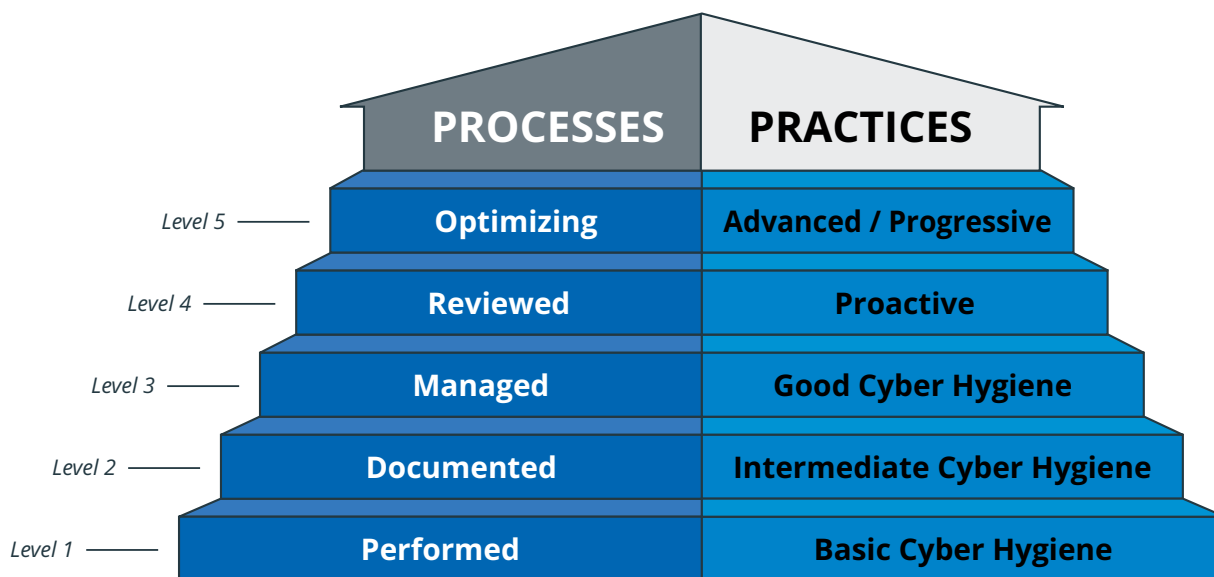 PROCESSES PRACTICES
Level 5 Optimizing Advanced / Progressive
Level 4 Reviewed Proactive
Level 3 Managed Good Cyber Hygiene
Level 2 Documented Intermediate Cyber Hygiene
Level 1 Performed Basic Cyber Hygiene